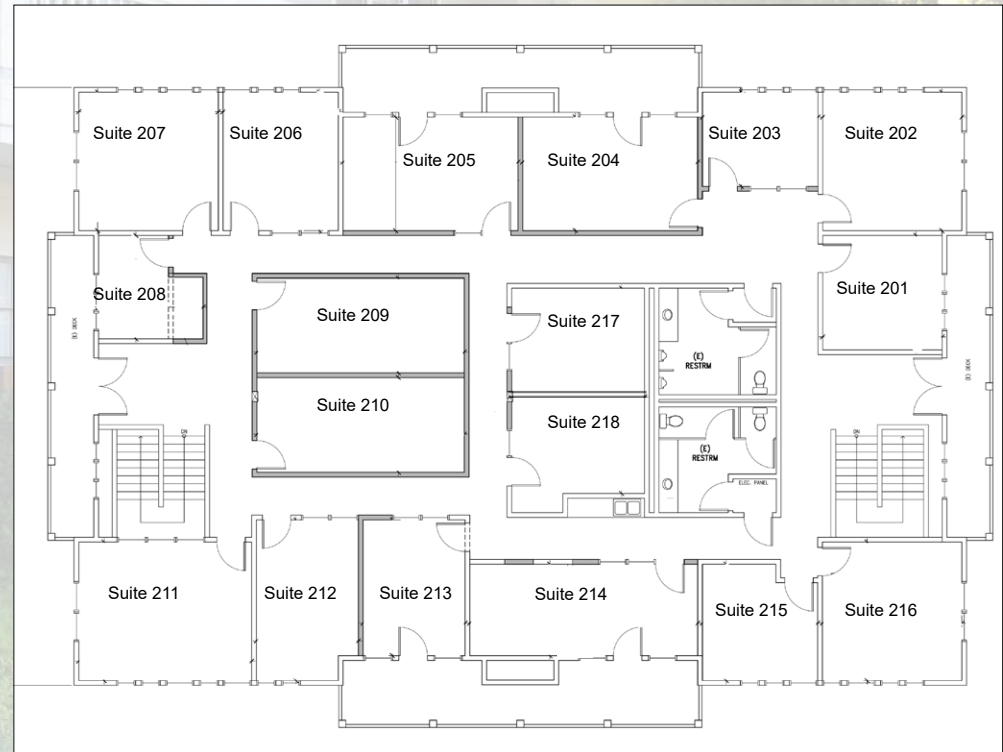 Suite 207
Suite 206
Suite 205
Suite 204
Suite 203
Suite 202
Suite 208
Suite 209
Suite 217
Suite 201
(E) DECK
(E)
RESTRM
(E) DECK
Suite 210
Suite 218
(E)
RESTRM
DN
DN
ELEC. PANEL
Suite 211
Suite 212
Suite 213
Suite 214
Suite 215
Suite 216